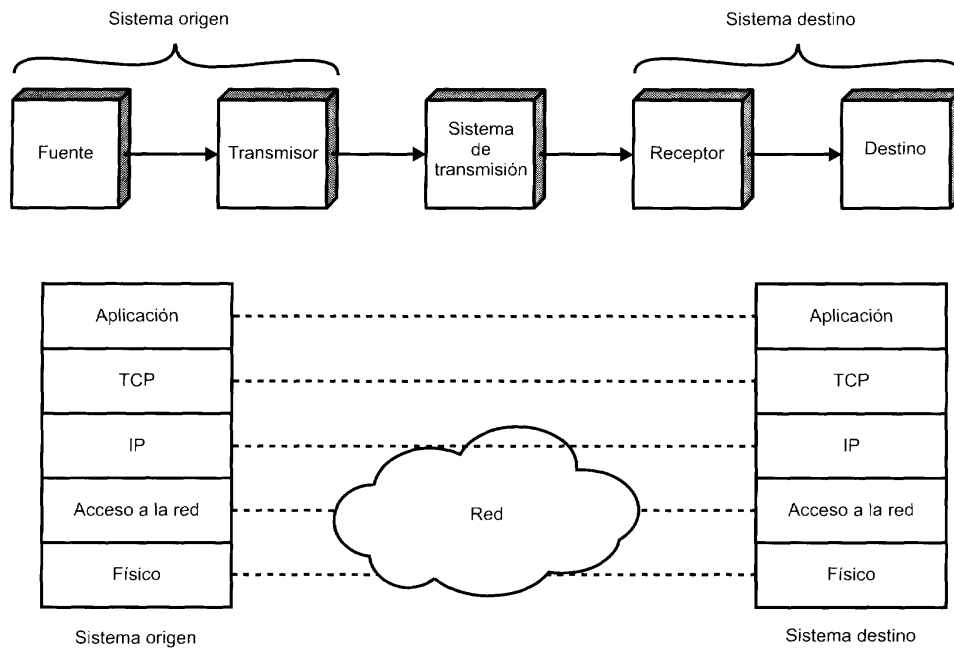 Sistema origen
Sistema destino
Fuente
Transmisor
Sistema
de
transmisión
Receptor
Destino
Aplicación
Aplicación
TCP
TCP
IP
IP
Acceso a la red
Red
Acceso a la red
Físico
Físico
Sistema origen
Sistema destino